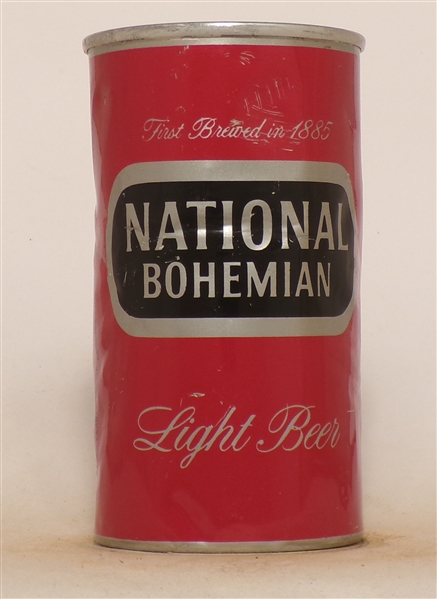 First Brewed in 1885
NATIONAL
BOHEMIAN
Light Beer